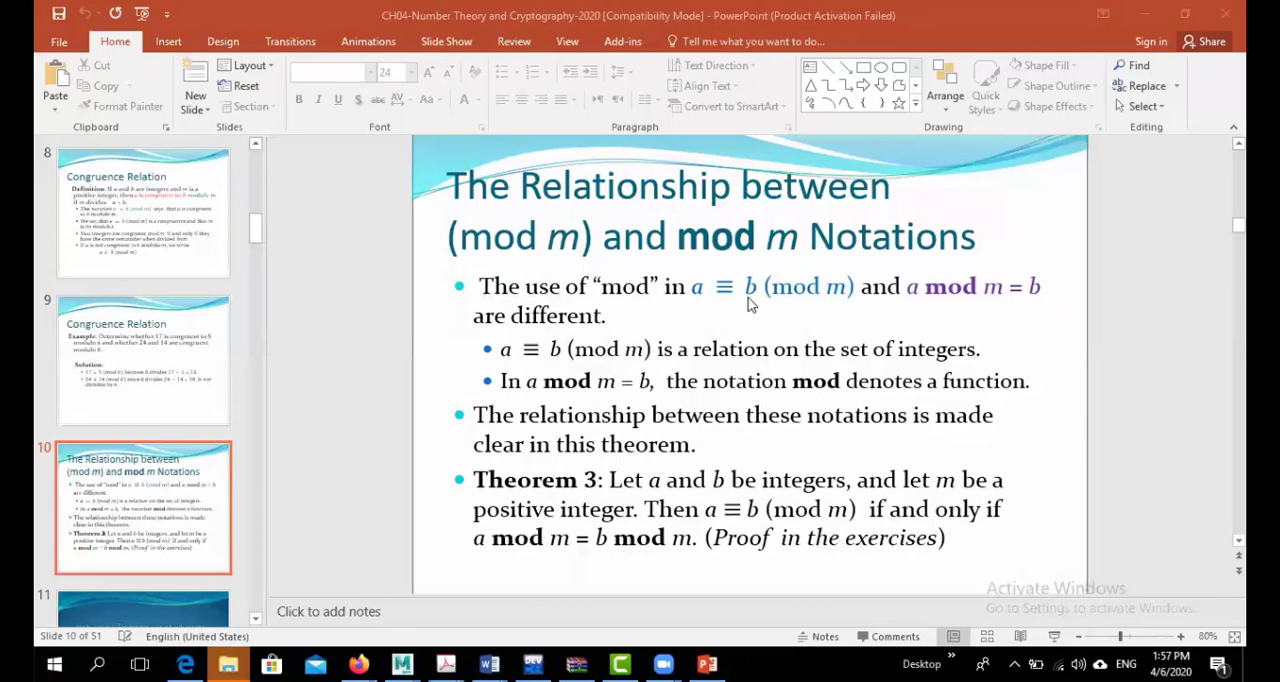 CH04-Number Theory and Cryptography-2020 [Compatibility Mode] - PowerPoint (Product Activation Failed)
File Home Insert Design Transitions Animations Slide Show Review View Add-ins Tell me what you want to do... Sign in Share
Cut Layout 24 Text Direction Shape Fill Find
Copy Reset Align Text Shape Outline Replace
Paste Format Painter New Slide Section Convert to SmartArt Arrange Quick Styles Shape Effects Select
Clipboard Slides Font Paragraph Drawing Editing
8
Congruence Relation
Definition: If a and b are integers and m is a
positive integer, then a is congruent to b modulo m
if m divides a – b.
9
Congruence Relation
Example: Determine whether 17 is congruent to 5
modulo 6 and whether 24 and 14 are congruent
modulo 6.
Solution:
10
The Relationship between
(mod m) and mod m Notations
11
The Relationship between
(mod m) and mod m Notations
The use of “mod” in a ≡ b (mod m) and a mod m = b
are different.
a ≡ b (mod m) is a relation on the set of integers.
In a mod m = b, the notation mod denotes a function.
The relationship between these notations is made
clear in this theorem.
Theorem 3: Let a and b be integers, and let m be a
positive integer. Then a ≡ b (mod m) if and only if
a mod m = b mod m. (Proof in the exercises)
Activate Windows
Go to Settings to activate Windows.
Click to add notes
Slide 10 of 51 English (United States) Notes Comments 80%
Desktop ENG 1:57 PM
4/6/2020